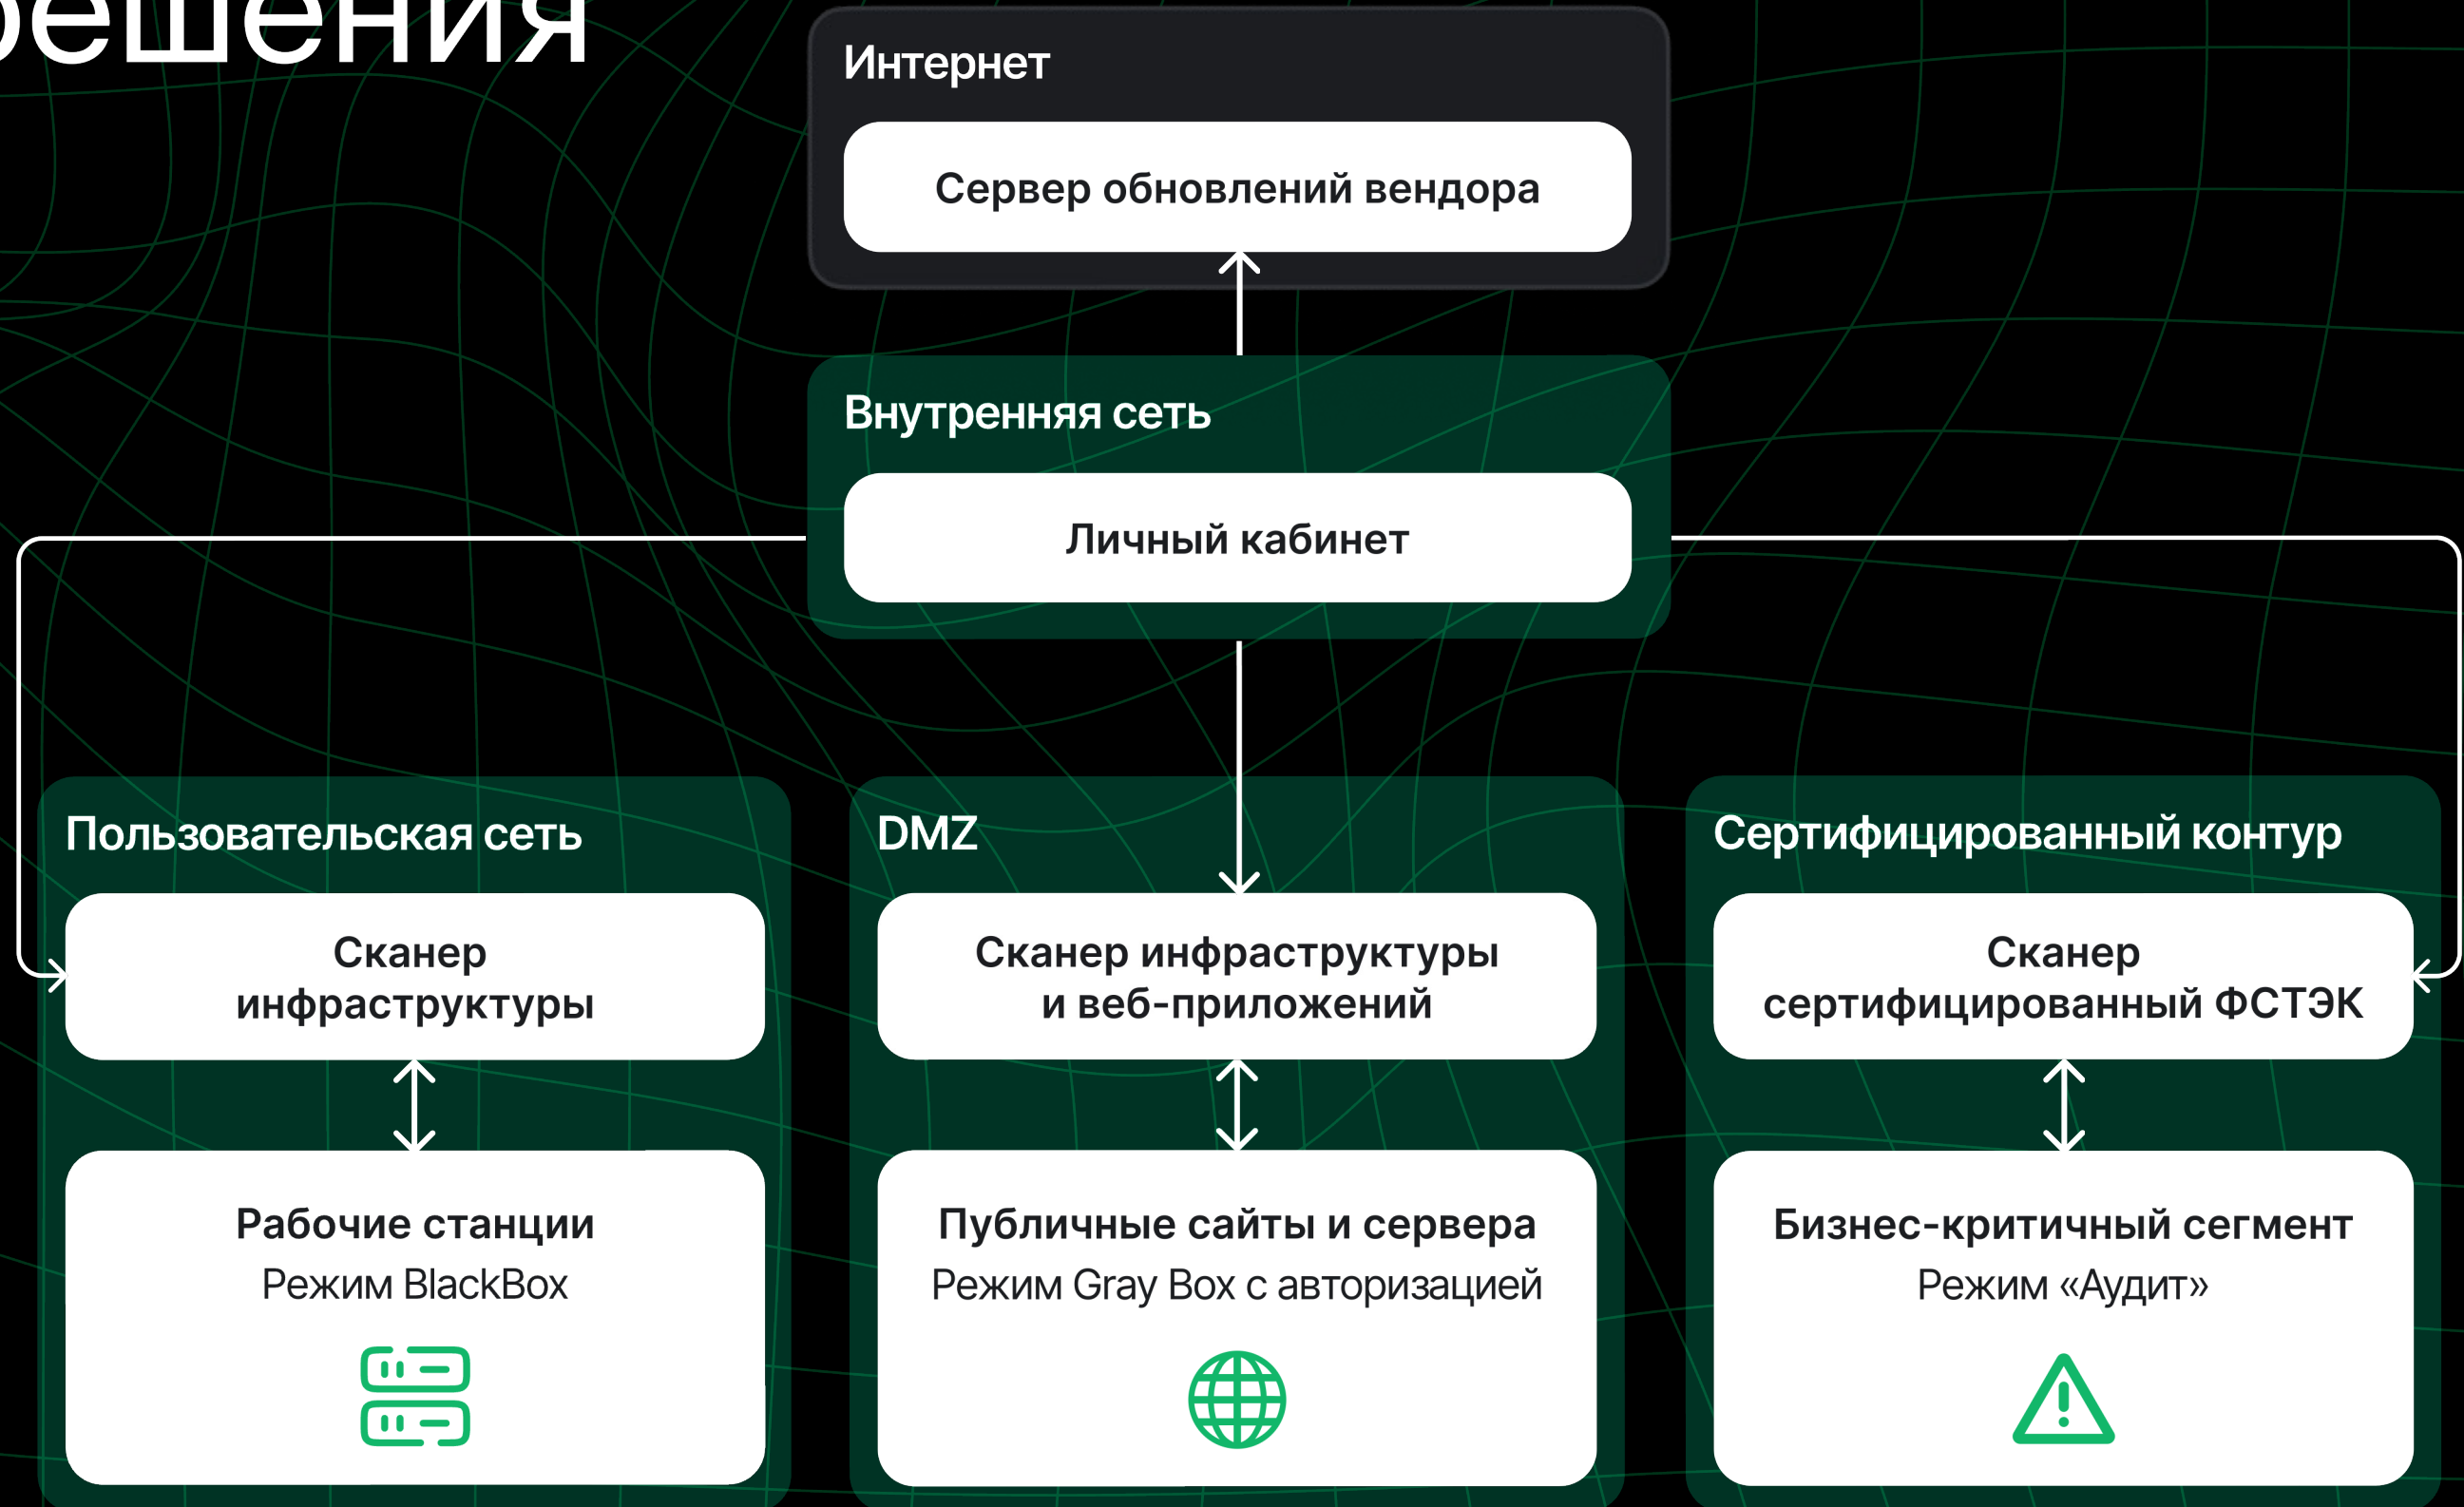 решения
Интернет
Сервер обновлений вендора
Внутренняя сеть
Личный кабинет
Пользовательская сеть
Сканер
инфраструктуры
Рабочие станции
Режим BlackBox
DMZ
Сканер инфраструктуры
и веб-приложений
Публичные сайты и сервера
Режим Gray Box с авторизацией
Сертифицированный контур
Сканер
сертифицированный ФСТЭК
Бизнес-критичный сегмент
Режим «Аудит»